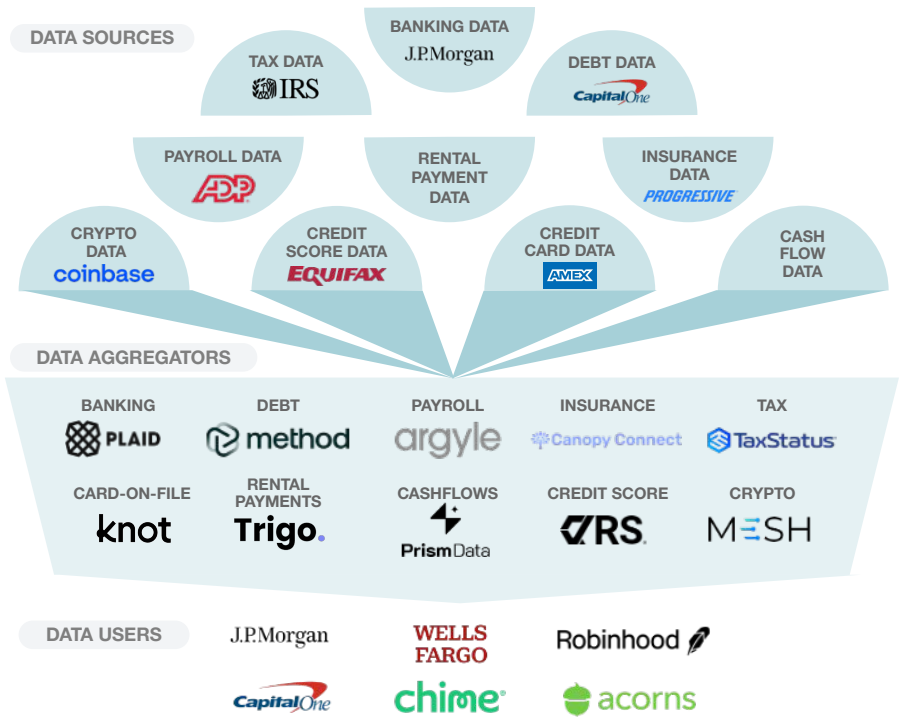 DATA SOURCES
BANKING DATA
J.P.Morgan
TAX DATA
IRS
DEBT DATA
Capital One
PAYROLL DATA
ADP
RENTAL
PAYMENT
DATA
INSURANCE
DATA
PROGRESSIVE
CRYPTO
DATA
coinbase
CREDIT
SCORE DATA
EQUIFAX
CREDIT
CARD DATA
AMEX
CASH
FLOW
DATA
DATA AGGREGATORS
BANKING
PLAID
DEBT
method
PAYROLL
argyle
INSURANCE
Canopy Connect
TAX
TaxStatus
CARD-ON-FILE
knot
RENTAL
PAYMENTS
Trigo.
CASHFLOWS
PrismData
CREDIT SCORE
CRS
CRYPTO
MESH
DATA USERS
J.P.Morgan
WELLS
FARGO
Robinhood
Capital One
chime
acorns